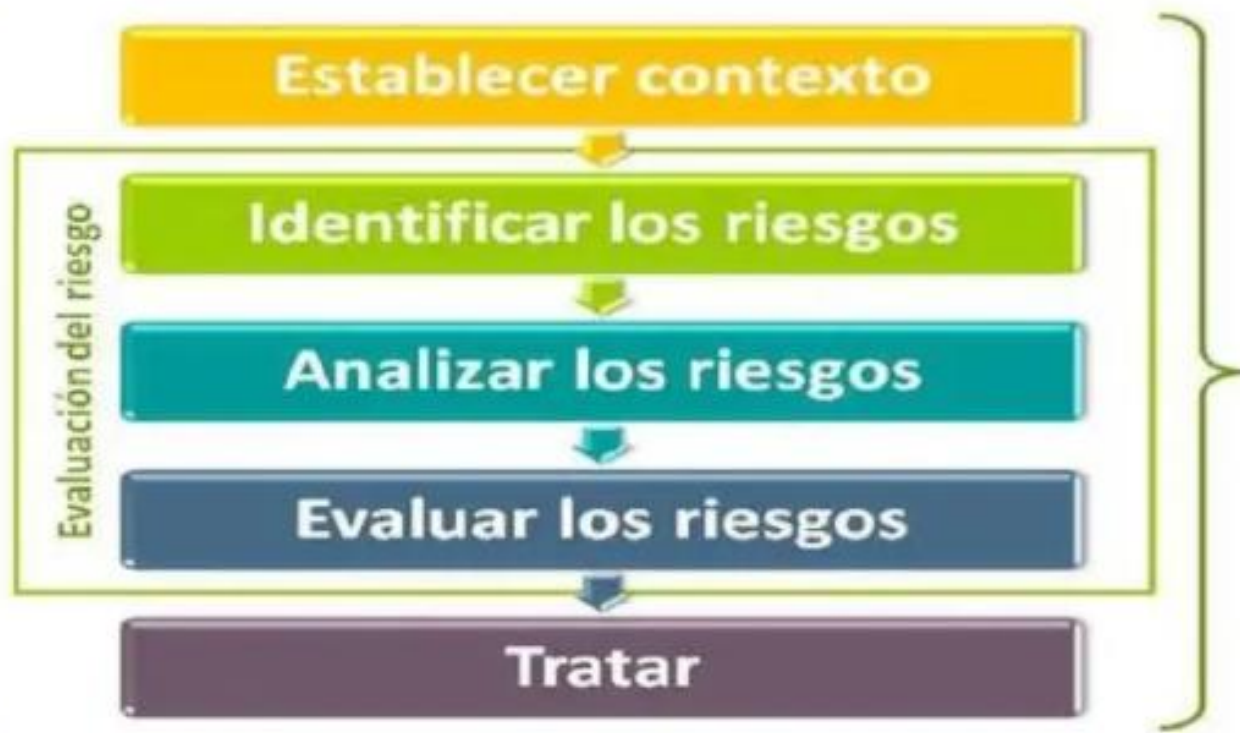 Establecer contexto
Evaluación del riesgo
Identificar los riesgos
Analizar los riesgos
Evaluar los riesgos
Tratar